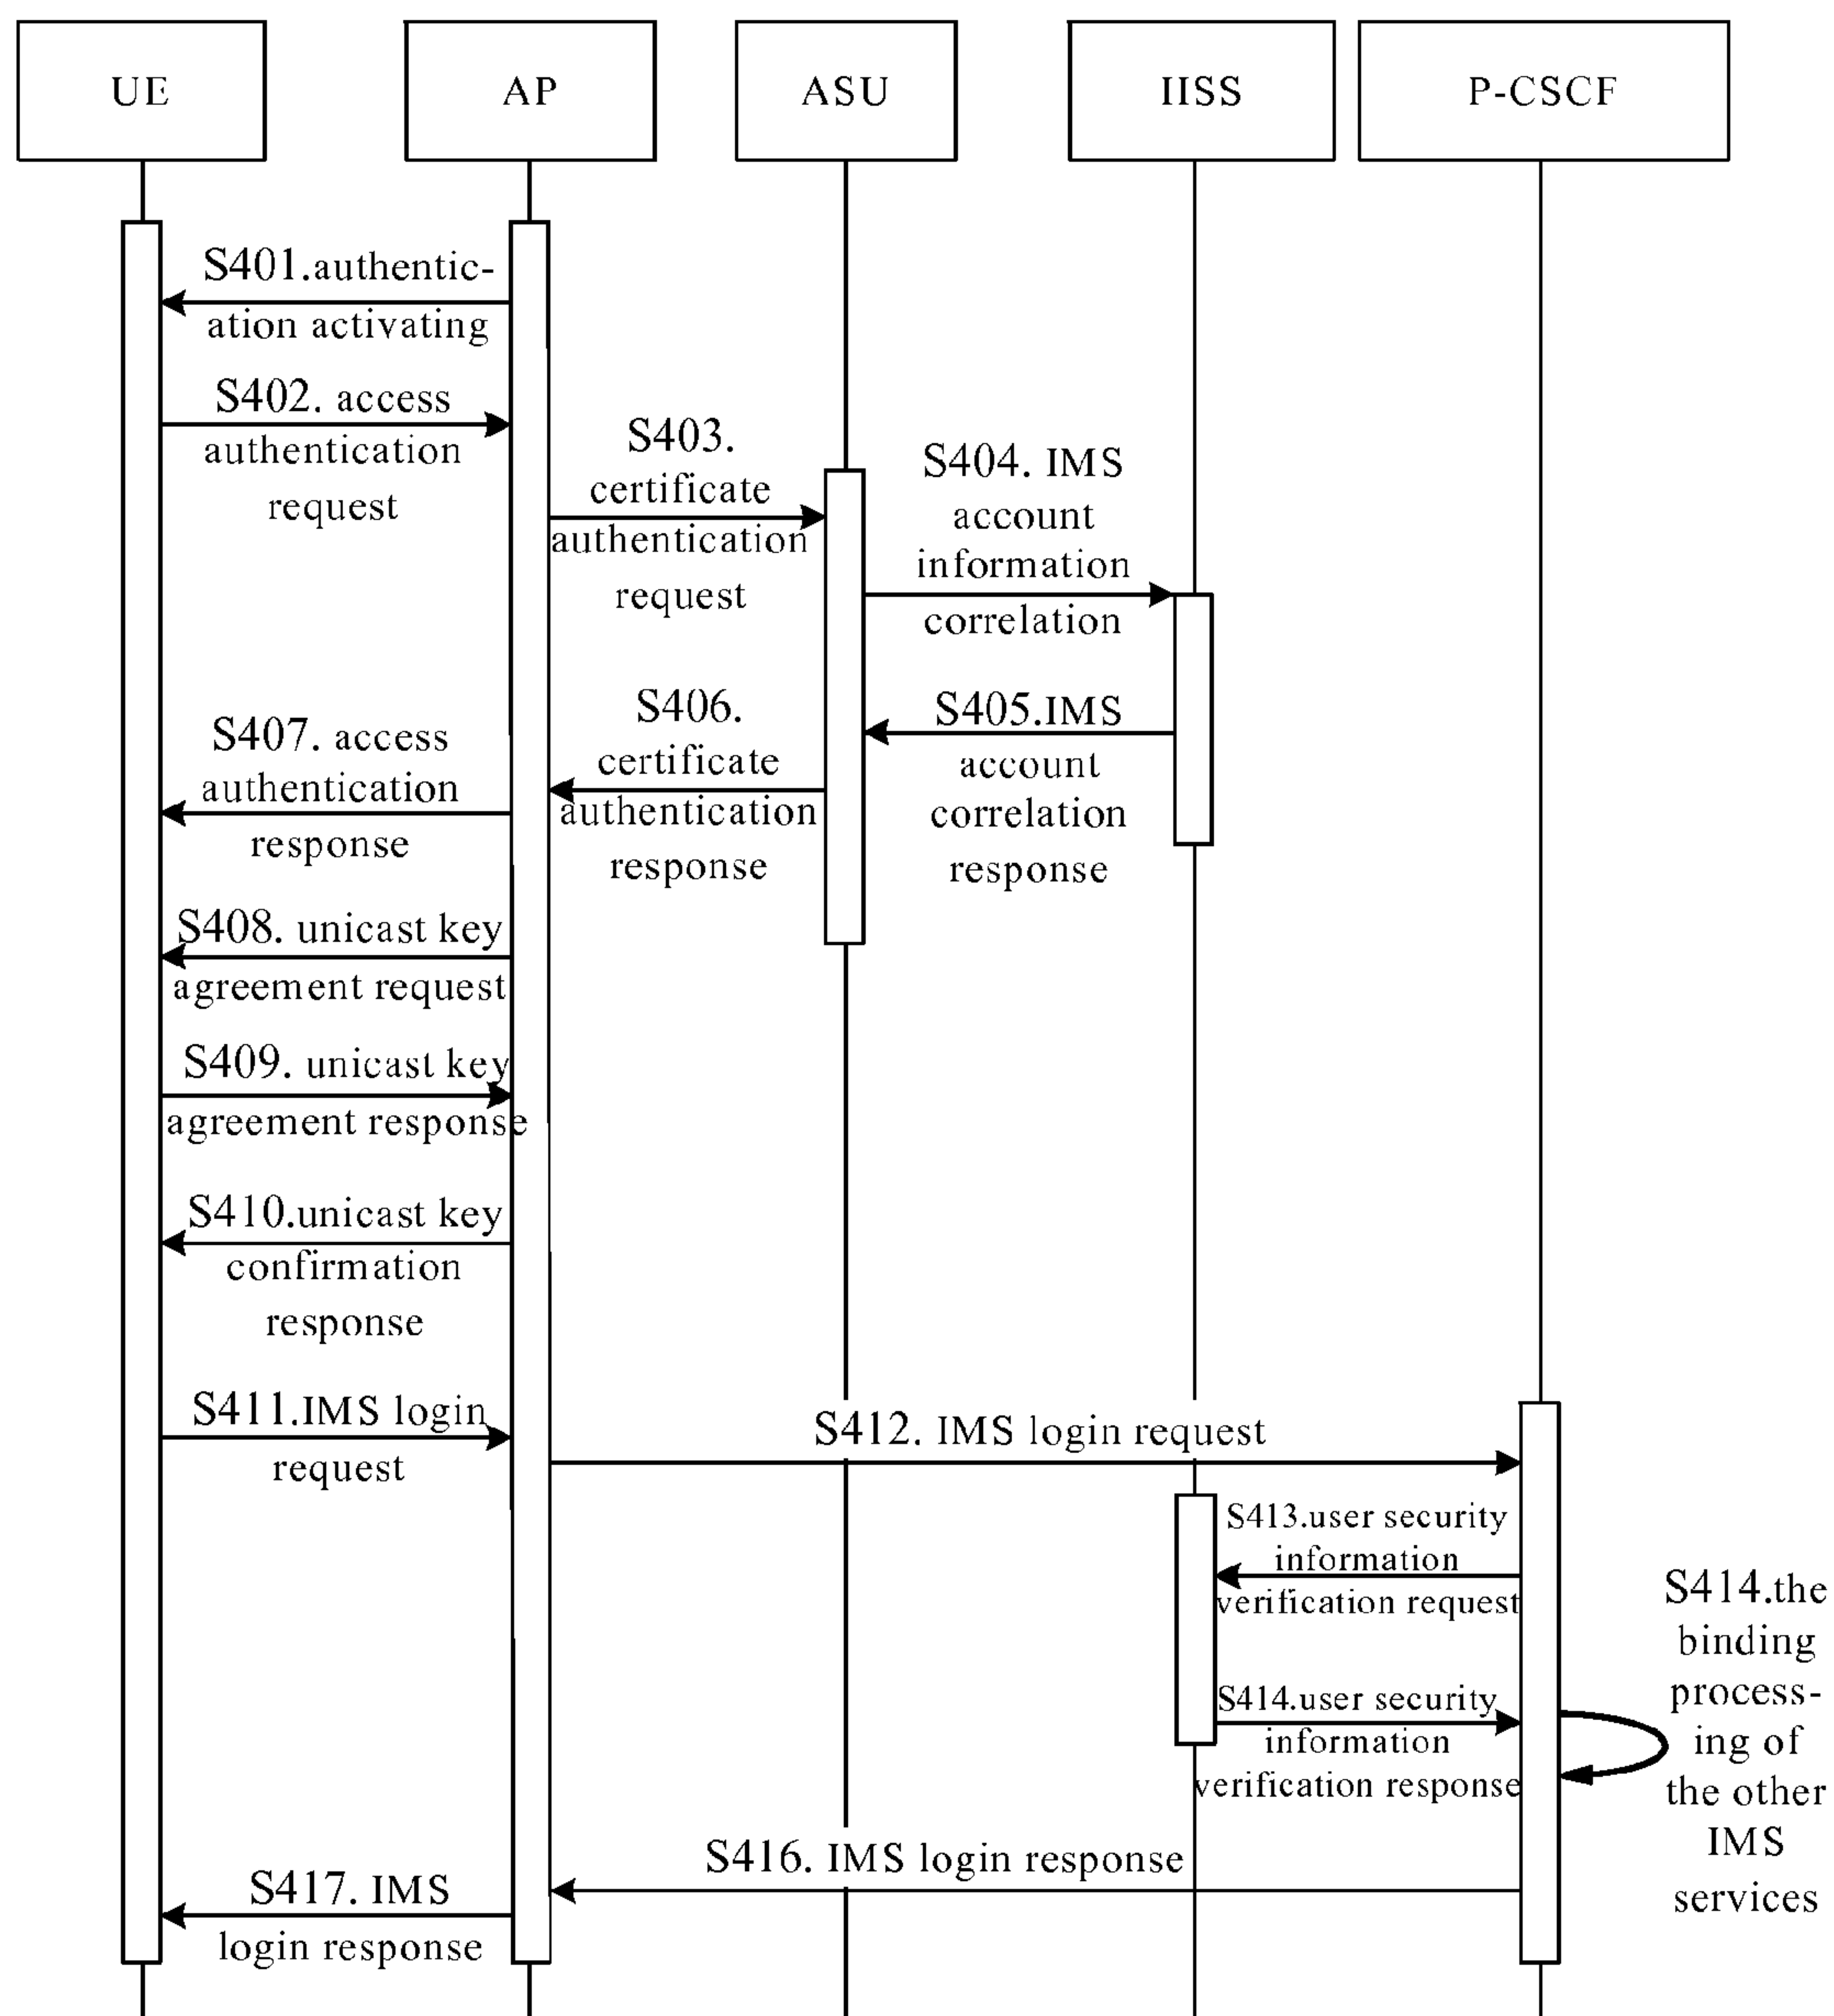 UE
AP
ASU
IISS
P-CSCF
S401.authentic-
ation activating
S402. access
authentication
request
S403.
certificate
authentication
request
S404. IMS
account
information
correlation
S405.IMS
account
correlation
response
S406.
certificate
authentication
response
S407. access
authentication
response
S408. unicast key
agreement request
S409. unicast key
agreement response
S410.unicast key
confirmation
response
S411.IMS login
request
S412. IMS login request
S413.user security
information
verification request
S414.user security
information
verification response
S414.the
binding
process-
ing of
the other
IMS
services
S416. IMS login response
S417. IMS
login response